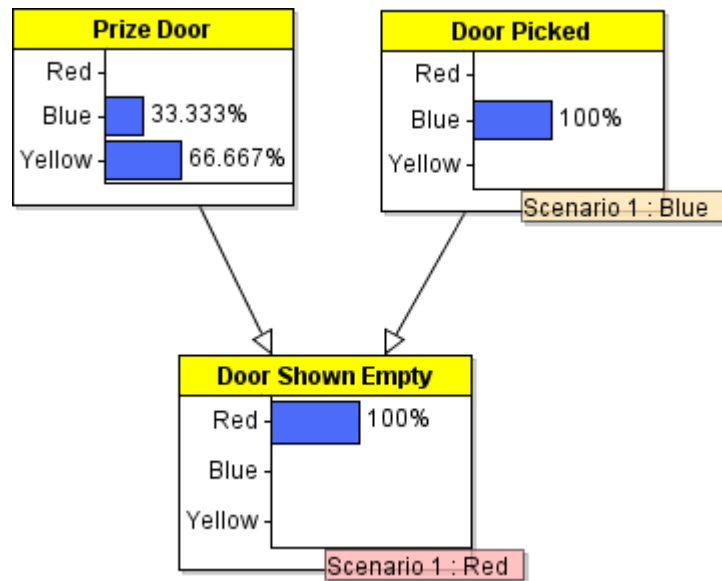 Prize Door
Red
Blue 33.333%
Yellow 66.667%
Door Picked
Red
Blue 100%
Yellow
Scenario 1 : Blue
Door Shown Empty
Red 100%
Blue
Yellow
Scenario 1 : Red